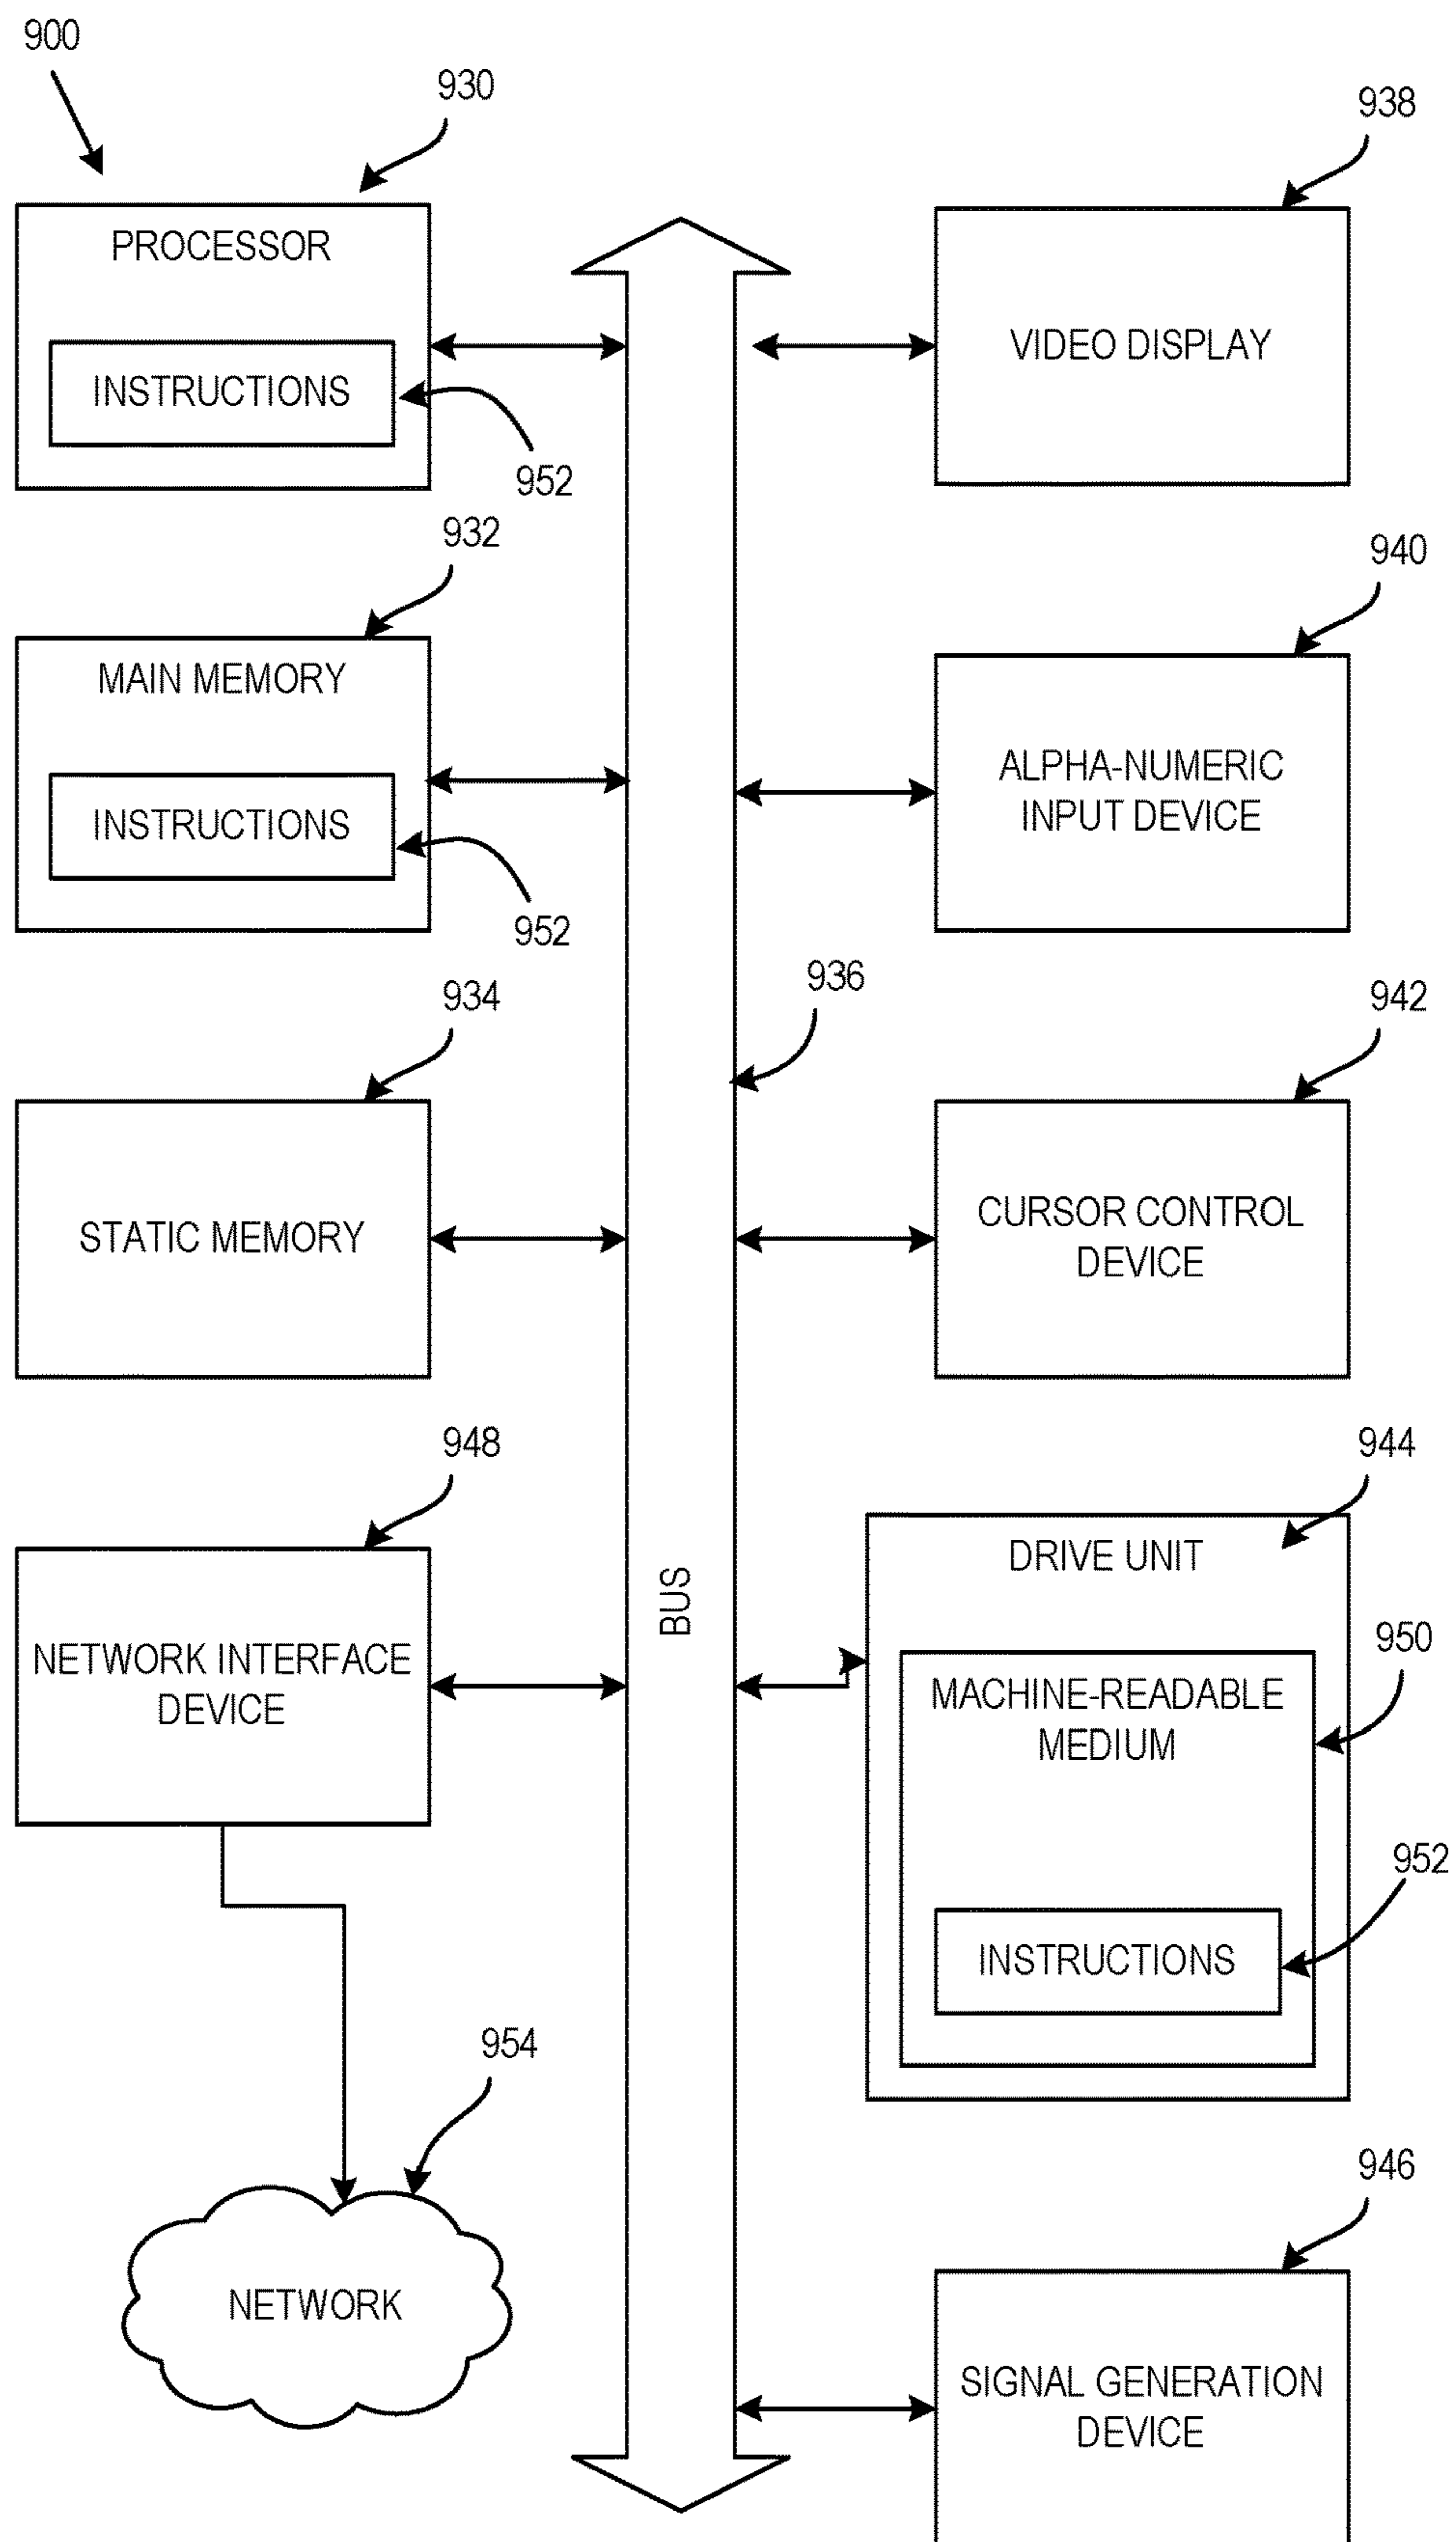 900
930
PROCESSOR
INSTRUCTIONS
952
932
MAIN MEMORY
INSTRUCTIONS
952
934
STATIC MEMORY
948
NETWORK INTERFACE
DEVICE
954
NETWORK
BUS
936
938
VIDEO DISPLAY
940
ALPHA-NUMERIC
INPUT DEVICE
942
CURSOR CONTROL
DEVICE
944
DRIVE UNIT
950
MACHINE-READABLE
MEDIUM
952
INSTRUCTIONS
946
SIGNAL GENERATION
DEVICE